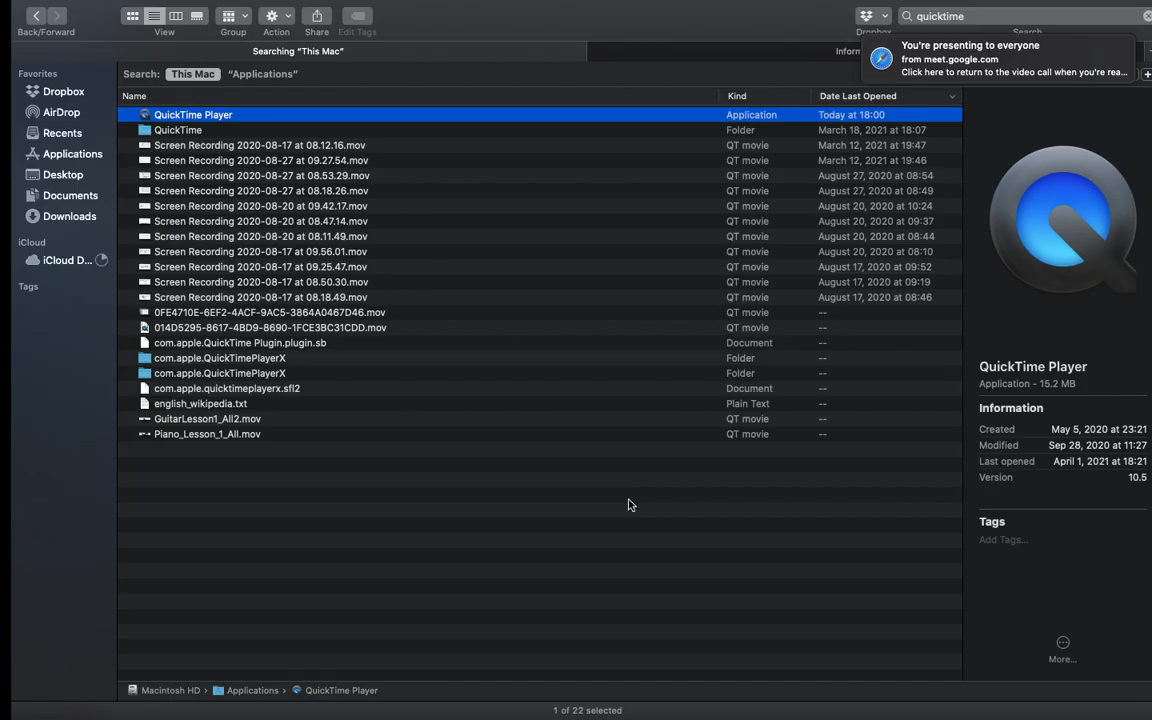 Back/Forward
View
Group
Action
Share
Edit Tags
Dropbox
quicktime
Search
Searching "This Mac"
Inform
You're presenting to everyone
from meet.google.com
Click here to return to the video call when you're rea...
Search: This Mac "Applications"
Favorites
Dropbox
AirDrop
Recents
Applications
Desktop
Documents
Downloads
iCloud
iCloud D...
Tags
Name Kind Date Last Opened
QuickTime Player Application Today at 18:00
QuickTime Folder March 18, 2021 at 18:07
Screen Recording 2020-08-17 at 08.12.16.mov QT movie March 12, 2021 at 19:47
Screen Recording 2020-08-27 at 09.27.54.mov QT movie March 12, 2021 at 19:46
Screen Recording 2020-08-27 at 08.53.29.mov QT movie August 27, 2020 at 08:54
Screen Recording 2020-08-27 at 08.18.26.mov QT movie August 27, 2020 at 08:49
Screen Recording 2020-08-20 at 09.42.17.mov QT movie August 20, 2020 at 10:24
Screen Recording 2020-08-20 at 08.47.14.mov QT movie August 20, 2020 at 09:37
Screen Recording 2020-08-20 at 08.11.49.mov QT movie August 20, 2020 at 08:44
Screen Recording 2020-08-17 at 09.56.01.mov QT movie August 20, 2020 at 08:10
Screen Recording 2020-08-17 at 09.25.47.mov QT movie August 17, 2020 at 09:52
Screen Recording 2020-08-17 at 08.50.30.mov QT movie August 17, 2020 at 09:19
Screen Recording 2020-08-17 at 08.18.49.mov QT movie August 17, 2020 at 08:46
0FE4710E-6EF2-4ACF-9AC5-3864A0467D46.mov QT movie --
014D5295-8617-4BD9-8690-1FCE3BC31CDD.mov QT movie --
com.apple.QuickTime Plugin.plugin.sb Document --
com.apple.QuickTimePlayerX Folder --
com.apple.QuickTimePlayerX Folder --
com.apple.quicktimeplayerx.sfl2 Document --
english_wikipedia.txt Plain Text --
GuitarLesson1_All2.mov QT movie --
Piano_Lesson_1_All.mov QT movie --
QuickTime Player
Application - 15.2 MB
Information
Created May 5, 2020 at 23:21
Modified Sep 28, 2020 at 11:27
Last opened April 1, 2021 at 18:21
Version 10.5
Tags
Add Tags...
More...
Macintosh HD › Applications › QuickTime Player
1 of 22 selected